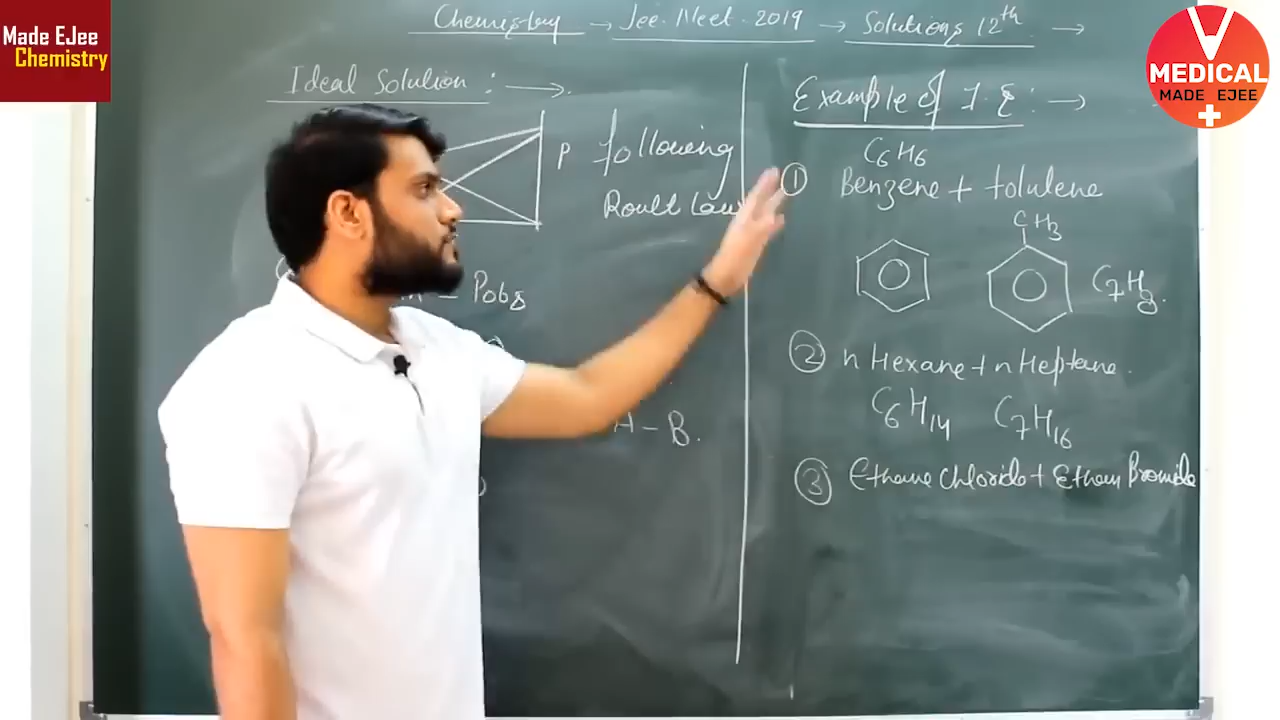 Made EJee
Chemistry
Chemistry → Jee. Neet. 2019 → Solutions 12th →
MEDICAL
MADE EJEE
Ideal Solution : →
P following
Roult Law
- Pobs
A - B.
Example of I.S : →
C6H6
① Benzene + tolulene
CH3
C7H8.
② n Hexane + n Heptane.
C6H14 C7H16
③ Ethane Chloride + Ethane Bromide